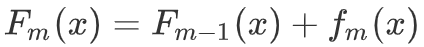 F_m(x) = F_{m-1}(x) + f_m(x)